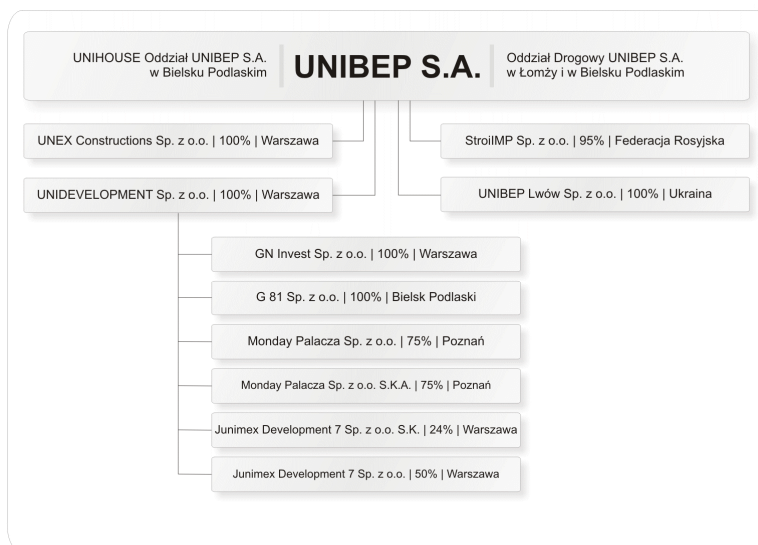 UNIHOUSE Oddział UNIBEP S.A.
w Bielsku Podlaskim
UNIBEP S.A.
Oddział Drogowy UNIBEP S.A.
w Łomży i w Bielsku Podlaskim
UNEX Constructions Sp. z o.o. | 100% | Warszawa
StroiIMP Sp. z o.o. | 95% | Federacja Rosyjska
UNIDEVELOPMENT Sp. z o.o. | 100% | Warszawa
UNIBEP Lwów Sp. z o.o. | 100% | Ukraina
GN Invest Sp. z o.o. | 100% | Warszawa
G 81 Sp. z o.o. | 100% | Bielsk Podlaski
Monday Palacza Sp. z o.o. | 75% | Poznań
Monday Palacza Sp. z o.o. S.K.A. | 75% | Poznań
Junimex Development 7 Sp. z o.o. S.K. | 24% | Warszawa
Junimex Development 7 Sp. z o.o. | 50% | Warszawa